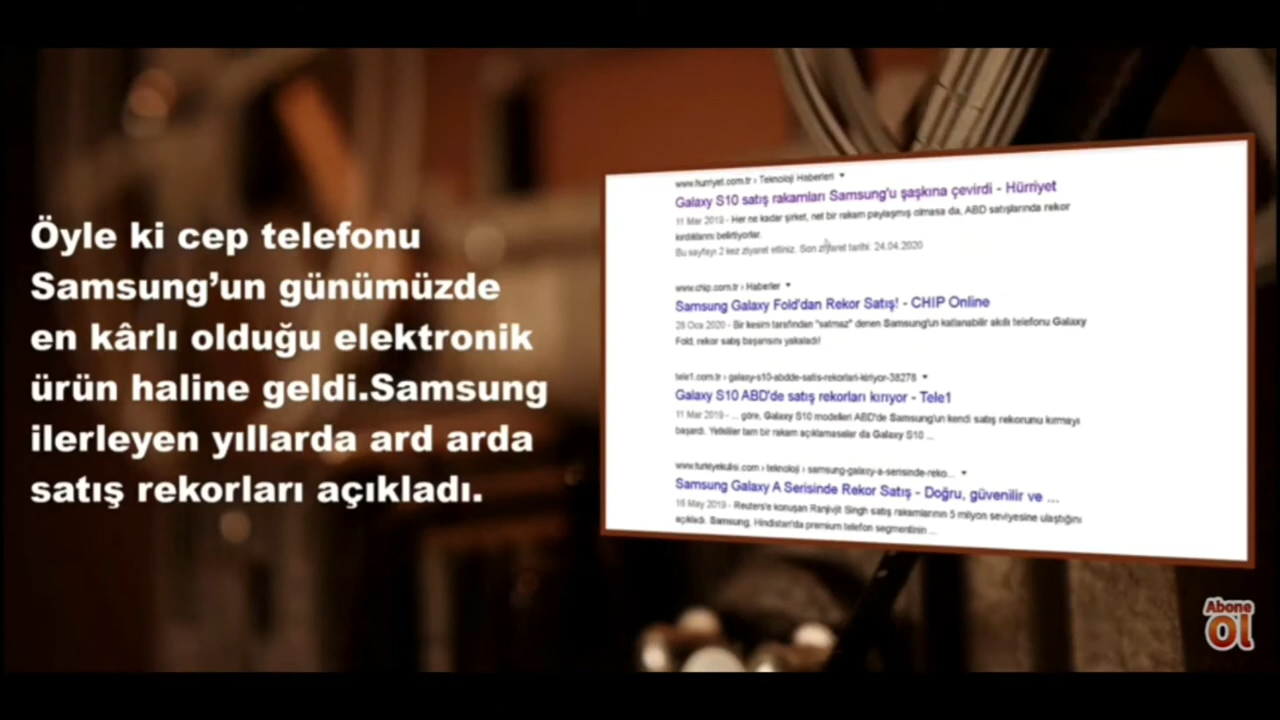 Öyle ki cep telefonu
Samsung’un günümüzde
en kârlı olduğu elektronik
ürün haline geldi.Samsung
ilerleyen yıllarda ard arda
satış rekorları açıkladı.
www.hurriyet.com.tr › Teknoloji Haberleri
Galaxy S10 satış rakamları Samsung'u şaşkına çevirdi - Hürriyet
11 Mar 2019 - Her ne kadar şirket, net bir rakam paylaşmış olmasa da, ABD satışlarında rekor
kırdıklarını belirtiyorlar.
Bu sayfayı 2 kez ziyaret ettiniz. Son ziyaret tarihi: 24.04.2020
www.chip.com.tr › Haberler
Samsung Galaxy Fold'dan Rekor Satış! - CHIP Online
28 Oca 2020 - Bir kesim tarafından "satmaz" denen Samsung'un katlanabilir akıllı telefonu Galaxy
Fold, rekor satış başarısını yakaladı!
tele1.com.tr › galaxy-s10-abdde-satis-rekorlari-kiriyor-38278
Galaxy S10 ABD'de satış rekorları kırıyor - Tele1
11 Mar 2019 - ... göre, Galaxy S10 modelleri ABD'de Samsung'un kendi satış rekorunu kırmayı
başardı. Yetkililer tam bir rakam açıklamasalar da Galaxy S10 ...
www.turkiyekulisi.com › teknoloji › samsung-galaxy-a-serisinde-reko...
Samsung Galaxy A Serisinde Rekor Satış - Doğru, güvenilir ve ...
16 May 2019 - Reuters'e konuşan Ranjivjit Singh satış rakamlarının 5 milyon seviyesine ulaştığını
açıkladı. Samsung, Hindistan'da premium telefon segmentinin ...
Abone
Ol